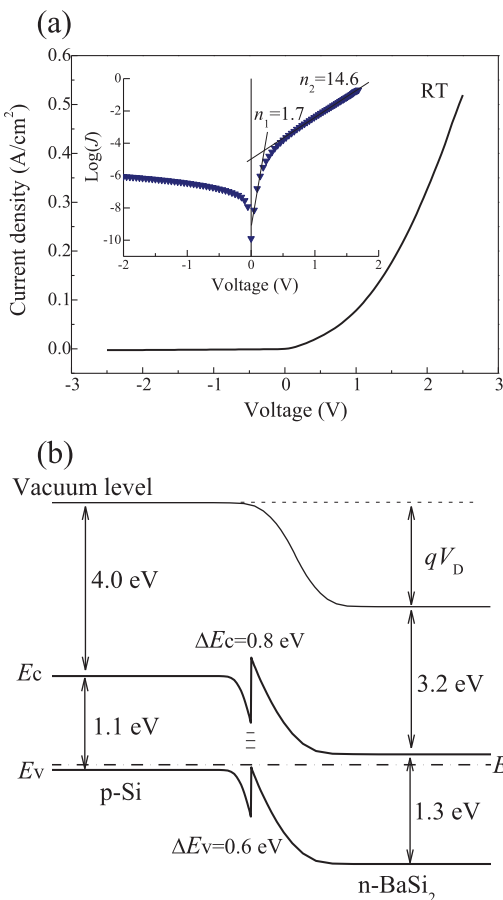 (a)
0.6
0.5
0.4
0.3
0.2
0.1
0.0
Current density (A/cm²)
-3
-2
-1
0
1
2
3
Voltage (V)
RT
0
-2
-4
-6
-8
-10
Log(J)
-2
-1
0
1
2
Voltage (V)
n₁=1.7
n₂=14.6
(b)
Vacuum level
4.0 eV
qV_D
ΔEc=0.8 eV
Ec
3.2 eV
1.1 eV
Ev
E
p-Si
1.3 eV
ΔEv=0.6 eV
n-BaSi₂